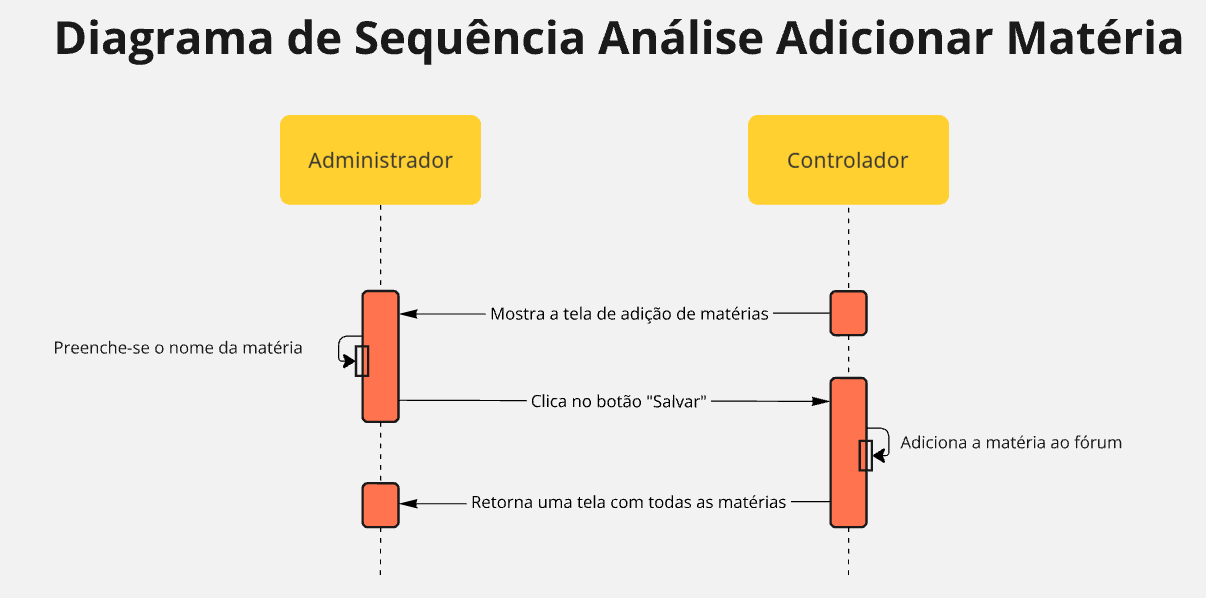 Diagrama de Sequência Análise Adicionar Matéria
Administrador
Controlador
Mostra a tela de adição de matérias
Preenche-se o nome da matéria
Clica no botão "Salvar"
Adiciona a matéria ao fórum
Retorna uma tela com todas as matérias